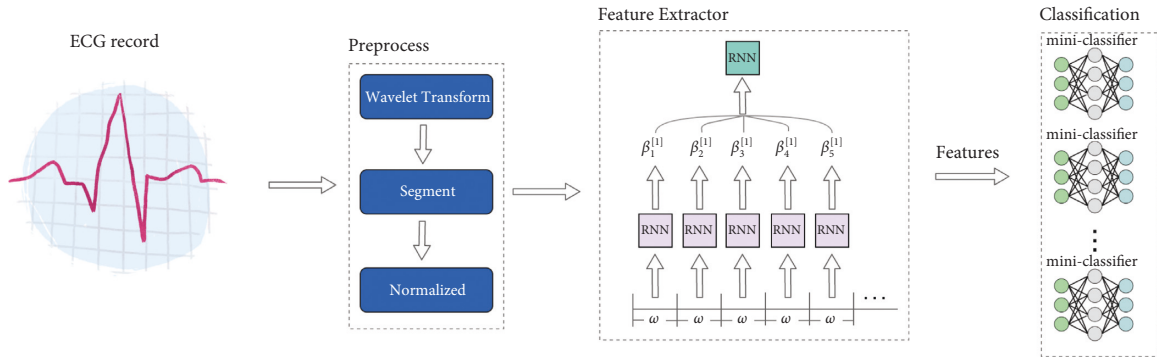 ECG record
Preprocess
Wavelet Transform
Segment
Normalized
Feature Extractor
RNN
β₁^[1] β₂^[1] β₃^[1] β₄^[1] β₅^[1]
RNN RNN RNN RNN RNN
ω ω ω ω ω ...
Features
Classification
mini-classifier
mini-classifier
mini-classifier